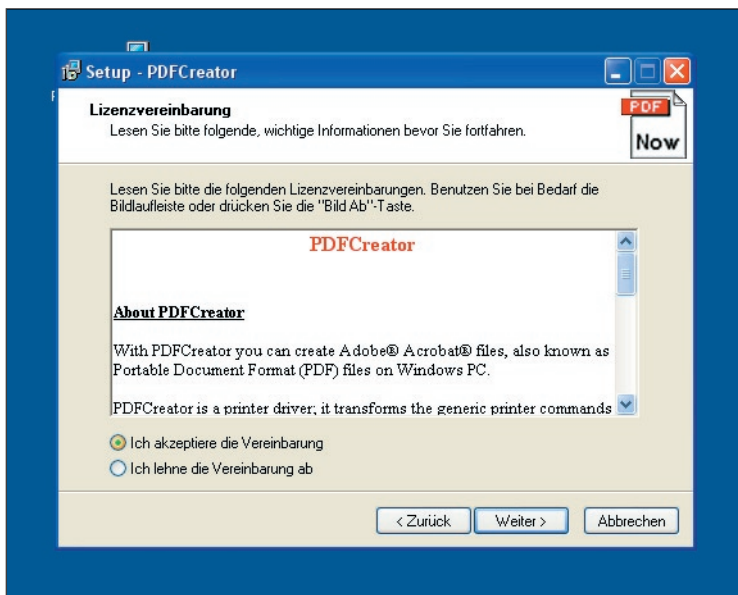 Setup - PDFCreator
Lizenzvereinbarung
Lesen Sie bitte folgende, wichtige Informationen bevor Sie fortfahren.
PDF
Now
Lesen Sie bitte die folgenden Lizenzvereinbarungen. Benutzen Sie bei Bedarf die
Bildlaufleiste oder drücken Sie die "Bild Ab"-Taste.
PDFCreator
About PDFCreator
With PDFCreator you can create Adobe® Acrobat® files, also known as
Portable Document Format (PDF) files on Windows PC.
PDFCreator is a printer driver; it transforms the generic printer commands
Ich akzeptiere die Vereinbarung
Ich lehne die Vereinbarung ab
< Zurück
Weiter >
Abbrechen